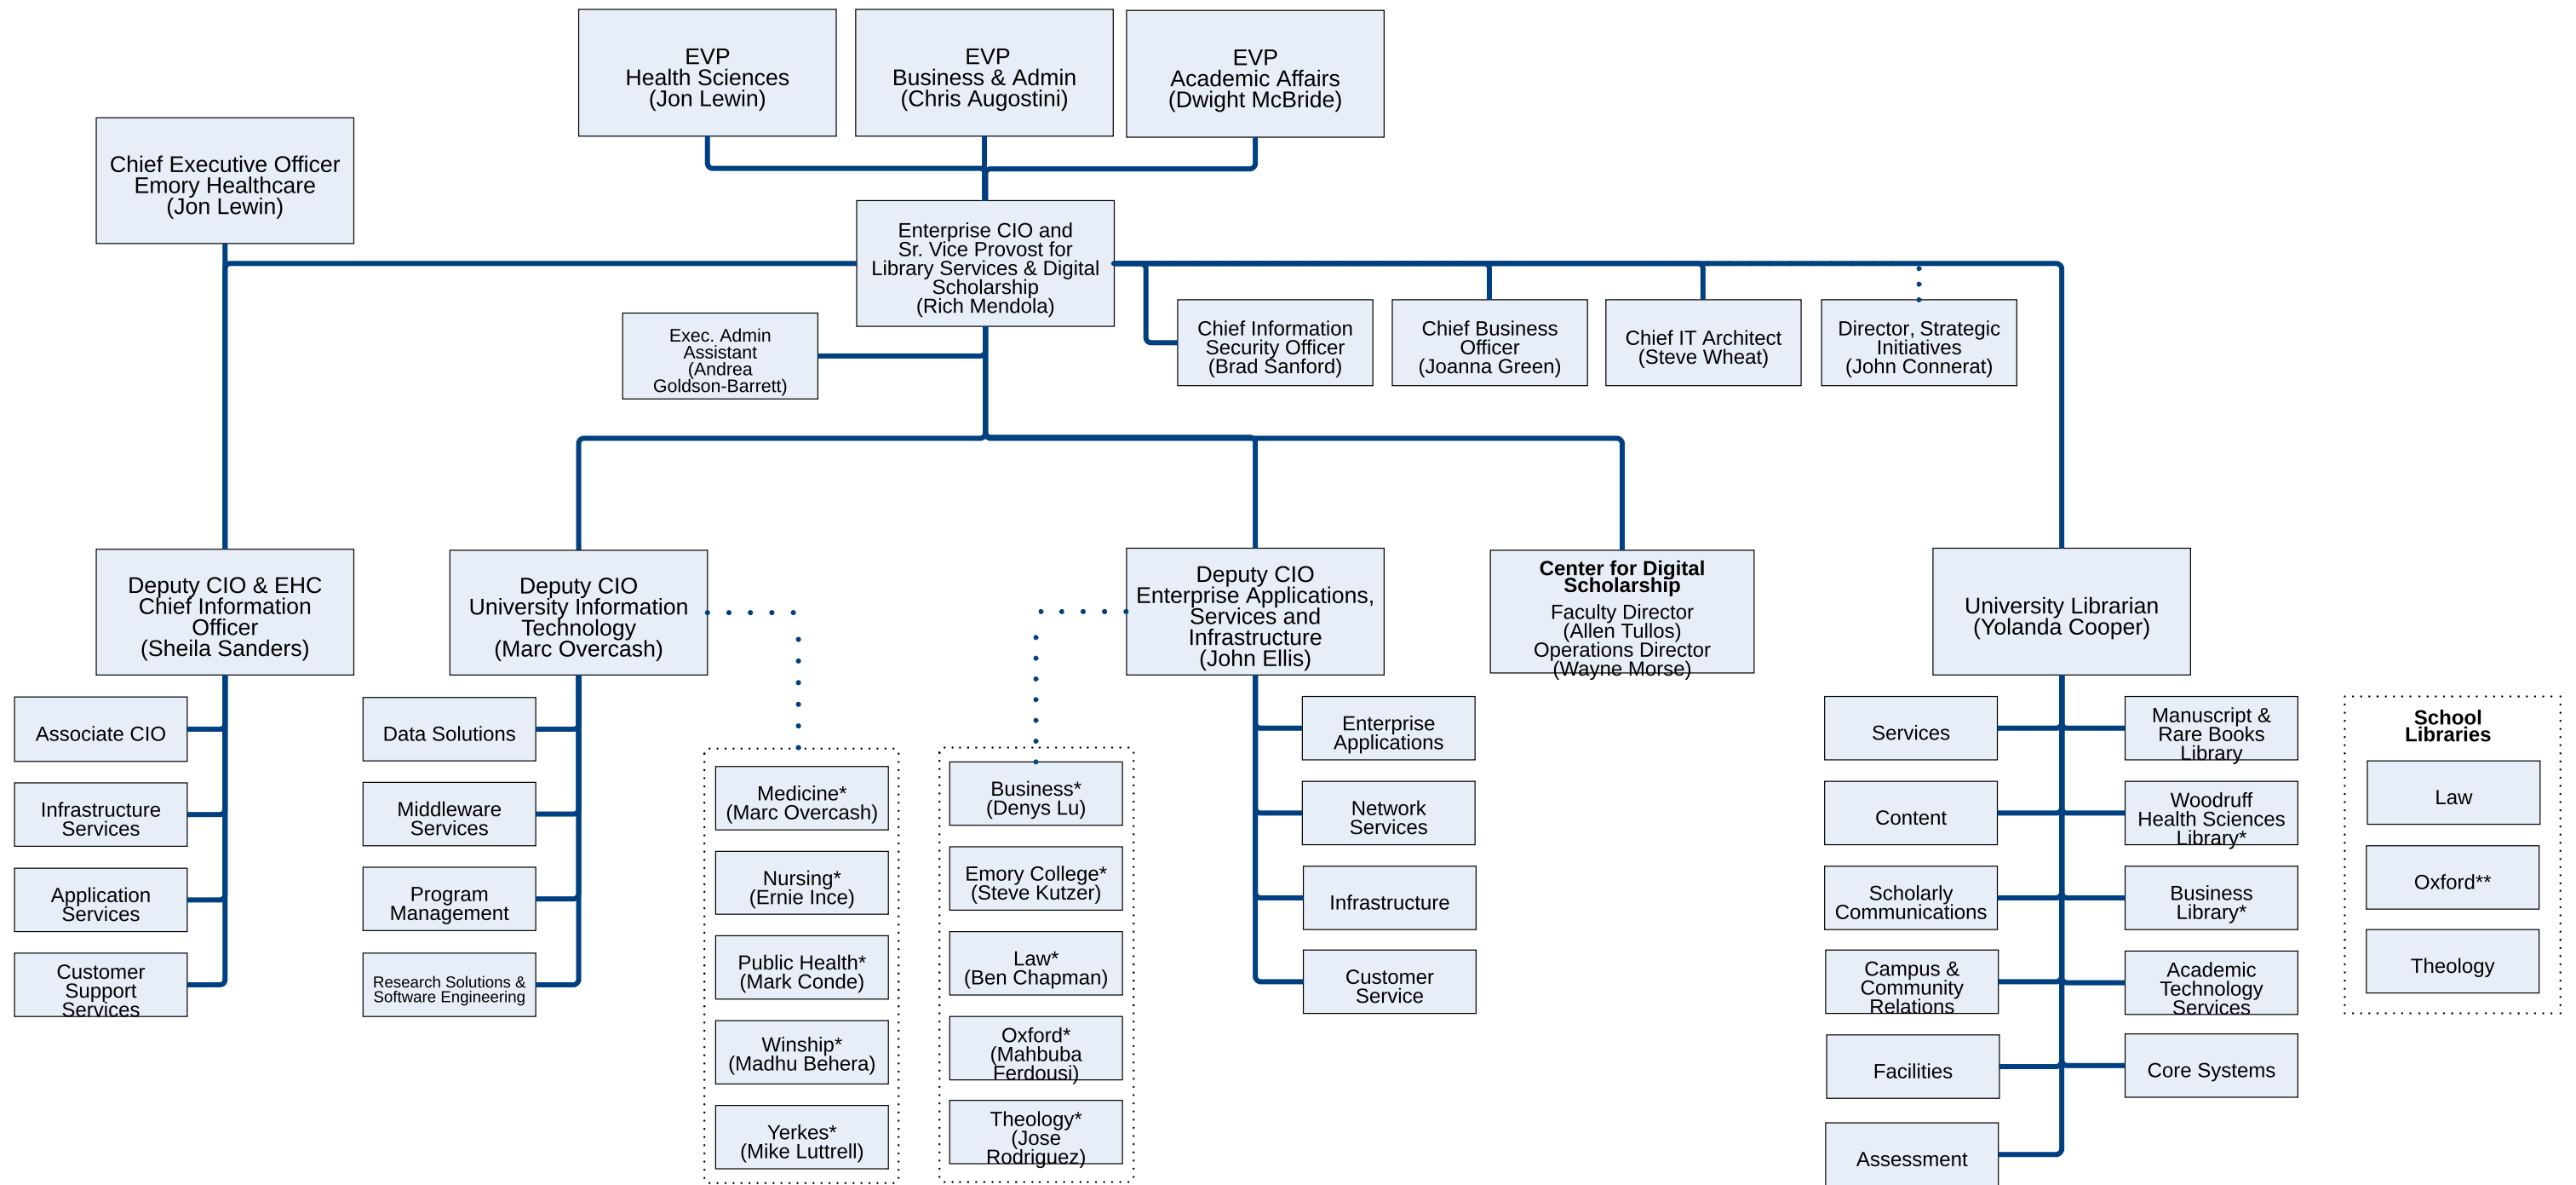 EVP
Health Sciences
(Jon Lewin)
EVP
Business & Admin
(Chris Augostini)
EVP
Academic Affairs
(Dwight McBride)
Chief Executive Officer
Emory Healthcare
(Jon Lewin)
Enterprise CIO and
Sr. Vice Provost for
Library Services & Digital
Scholarship
(Rich Mendola)
Exec. Admin
Assistant
(Andrea
Goldson-Barrett)
Chief Information
Security Officer
(Brad Sanford)
Chief Business
Officer
(Joanna Green)
Chief IT Architect
(Steve Wheat)
Director, Strategic
Initiatives
(John Connerat)
Deputy CIO & EHC
Chief Information
Officer
(Sheila Sanders)
Deputy CIO
University Information
Technology
(Marc Overcash)
Deputy CIO
Enterprise Applications,
Services and
Infrastructure
(John Ellis)
Center for Digital
Scholarship
Faculty Director
(Allen Tullos)
Operations Director
(Wayne Morse)
University Librarian
(Yolanda Cooper)
Associate CIO
Infrastructure
Services
Application
Services
Customer
Support
Services
Data Solutions
Middleware
Services
Program
Management
Research Solutions &
Software Engineering
Medicine*
(Marc Overcash)
Nursing*
(Ernie Ince)
Public Health*
(Mark Conde)
Winship*
(Madhu Behera)
Yerkes*
(Mike Luttrell)
Business*
(Denys Lu)
Emory College*
(Steve Kutzer)
Law*
(Ben Chapman)
Oxford*
(Mahbuba
Ferdousi)
Theology*
(Jose
Rodriguez)
Enterprise
Applications
Network
Services
Infrastructure
Customer
Service
Services
Content
Scholarly
Communications
Campus &
Community
Relations
Facilities
Assessment
Manuscript &
Rare Books
Library
Woodruff
Health Sciences
Library*
Business
Library*
Academic
Technology
Services
Core Systems
School
Libraries
Law
Oxford**
Theology